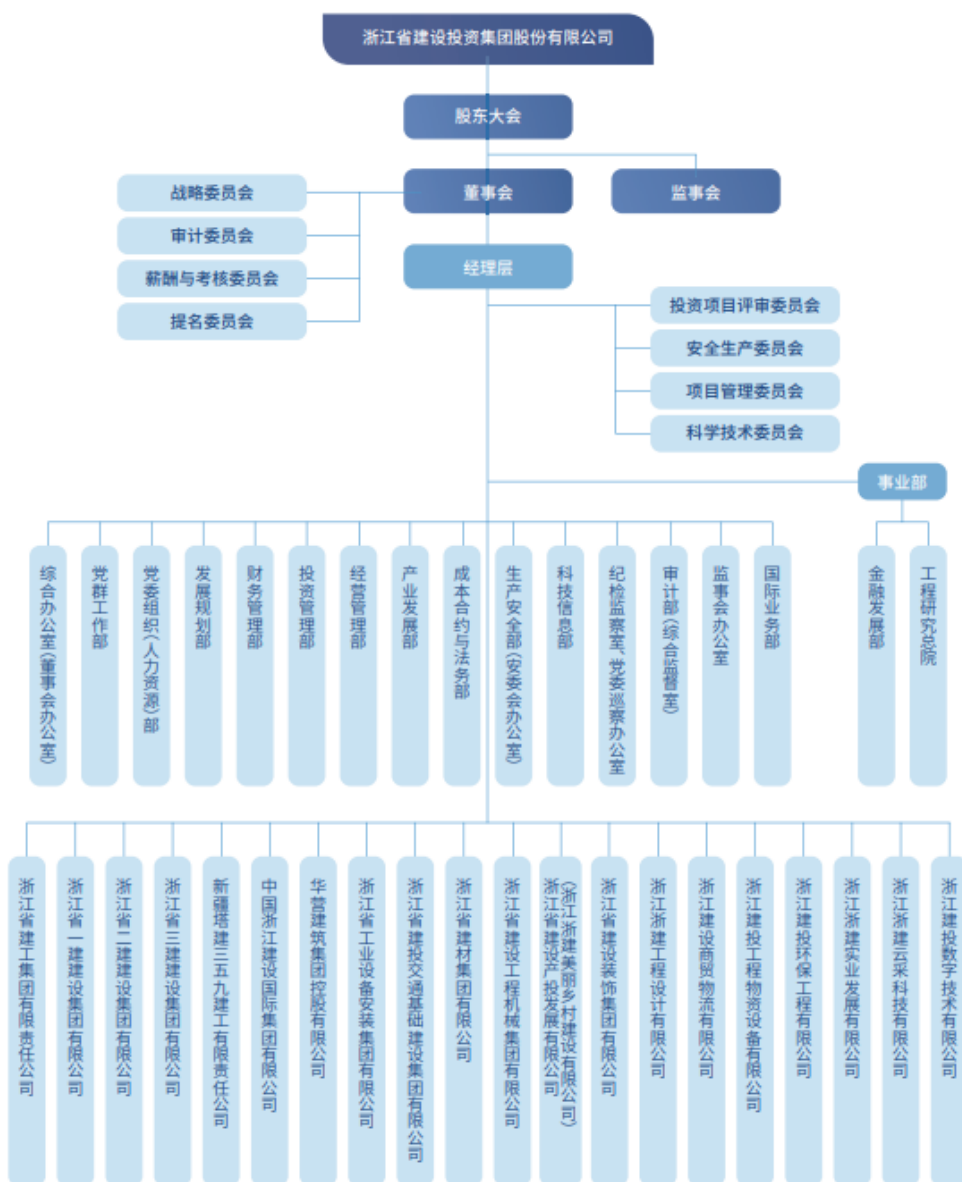 浙江省建设投资集团股份有限公司
股东大会
董事会
监事会
战略委员会
审计委员会
薪酬与考核委员会
提名委员会
经理层
投资项目评审委员会
安全生产委员会
项目管理委员会
科学技术委员会
事业部
综合办公室(董事会办公室)
党群工作部
党委组织(人力资源)部
发展规划部
财务管理部
投资管理部
经营管理部
产业发展部
成本合约与法务部
生产安全部(安委会办公室)
科技信息部
纪检监察室、党委巡察办公室
审计部(综合监督室)
监事会办公室
国际业务部
金融发展部
工程研究总院
浙江省建工集团有限责任公司
浙江省一建建设集团有限公司
浙江省二建建设集团有限公司
浙江省三建建设集团有限公司
新疆塔建三五九建工有限责任公司
中国浙江建设国际集团有限公司
华营建筑集团控股有限公司
浙江省工业设备安装集团有限公司
浙江省建投交通基础建设集团有限公司
浙江省建材集团有限公司
浙江省建设工程机械集团有限公司
浙江省建设产投发展有限公司
(浙江浙建美丽乡村建设有限公司)
浙江省建设装饰集团有限公司
浙江浙建工程设计有限公司
浙江建设商贸物流有限公司
浙江建投工程物资设备有限公司
浙江建投环保工程有限公司
浙江浙建实业发展有限公司
浙江浙建云采科技有限公司
浙江建投数字技术有限公司